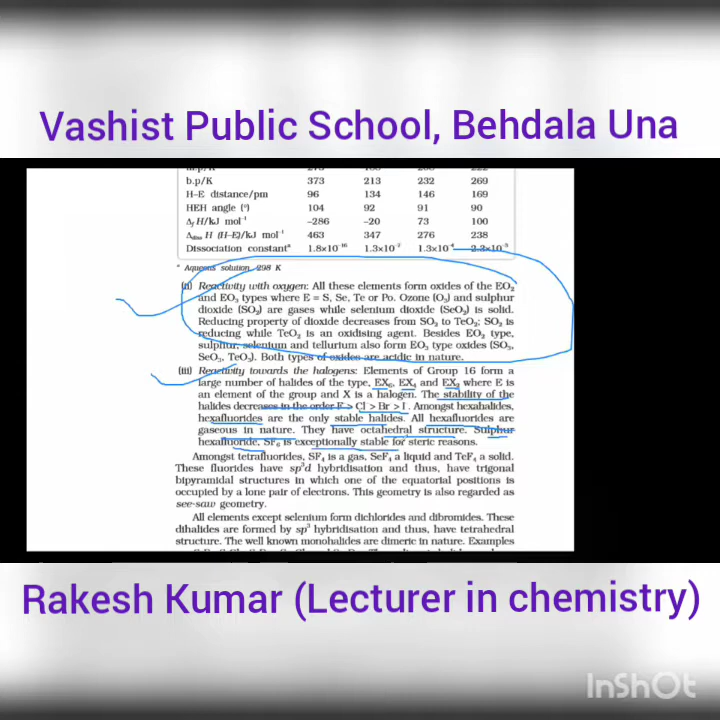 Vashist Public School, Behdala Una
b.p/K 373 213 232 269
H–E distance/pm 96 134 146 169
HEH angle (°) 104 92 91 90
ΔfH/kJ mol⁻¹ –286 –20 73 100
ΔdissH (H–E)/kJ mol⁻¹ 463 347 276 238
Dissociation constantᵃ 1.8×10⁻¹⁶ 1.3×10⁻⁷ 1.3×10⁻⁴ 2.3×10⁻³
ᵃ Aqueous solution, 298 K
(ii) Reactivity with oxygen: All these elements form oxides of the EO₂
and EO₃ types where E = S, Se, Te or Po. Ozone (O₃) and sulphur
dioxide (SO₂) are gases while selenium dioxide (SeO₂) is solid.
Reducing property of dioxide decreases from SO₂ to TeO₂; SO₂ is
reducing while TeO₂ is an oxidising agent. Besides EO₂ type,
sulphur, selenium and tellurium also form EO₃ type oxides (SO₃,
SeO₃, TeO₃). Both types of oxides are acidic in nature.
(iii) Reactivity towards the halogens: Elements of Group 16 form a
large number of halides of the type, EX₆, EX₄ and EX₂ where E is
an element of the group and X is a halogen. The stability of the
halides decreases in the order F > Cl > Br > I. Amongst hexahalides,
hexafluorides are the only stable halides. All hexafluorides are
gaseous in nature. They have octahedral structure. Sulphur
hexafluoride, SF₆ is exceptionally stable for steric reasons.
Amongst tetrafluorides, SF₄ is a gas, SeF₄ a liquid and TeF₄ a solid.
These fluorides have sp³d hybridisation and thus, have trigonal
bipyramidal structures in which one of the equatorial positions is
occupied by a lone pair of electrons. This geometry is also regarded as
see-saw geometry.
All elements except selenium form dichlorides and dibromides. These
dihalides are formed by sp³ hybridisation and thus, have tetrahedral
structure. The well known monohalides are dimeric in nature. Examples
Rakesh Kumar (Lecturer in chemistry)
InShOt